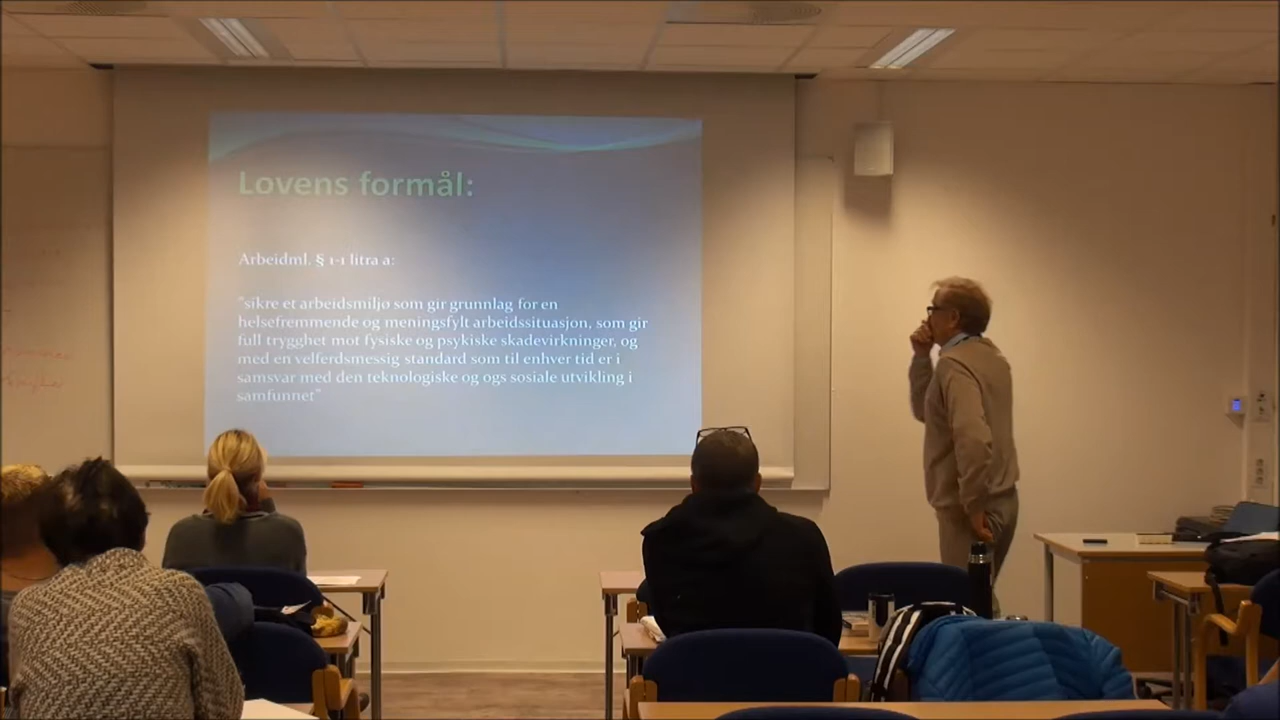 Lovens formål:
Arbeidml. § 1-1 litra a:
"sikre et arbeidsmiljø som gir grunnlag for en
helsefremmende og meningsfylt arbeidssituasjon, som gir
full trygghet mot fysiske og psykiske skadevirkninger, og
med en velferdsmessig standard som til enhver tid er i
samsvar med den teknologiske og ogs sosiale utvikling i
samfunnet"